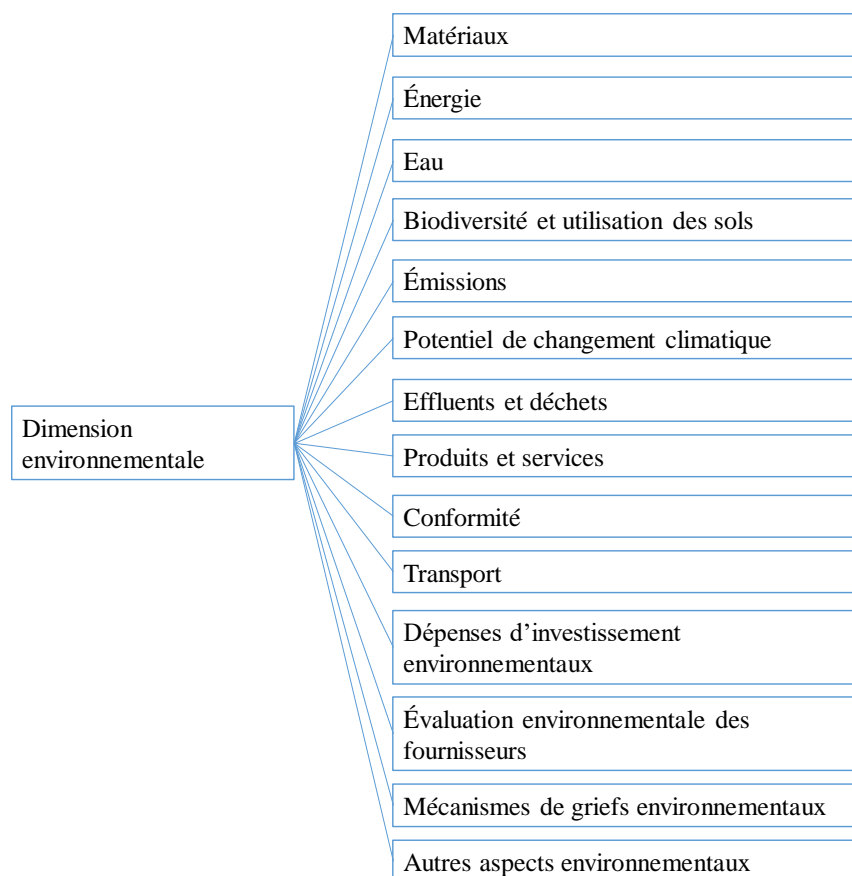 Matériaux
Énergie
Eau
Biodiversité et utilisation des sols
Émissions
Potentiel de changement climatique
Effluents et déchets
Dimension
environnementale
Produits et services
Conformité
Transport
Dépenses d’investissement
environnementaux
Évaluation environnementale des
fournisseurs
Mécanismes de griefs environnementaux
Autres aspects environnementaux